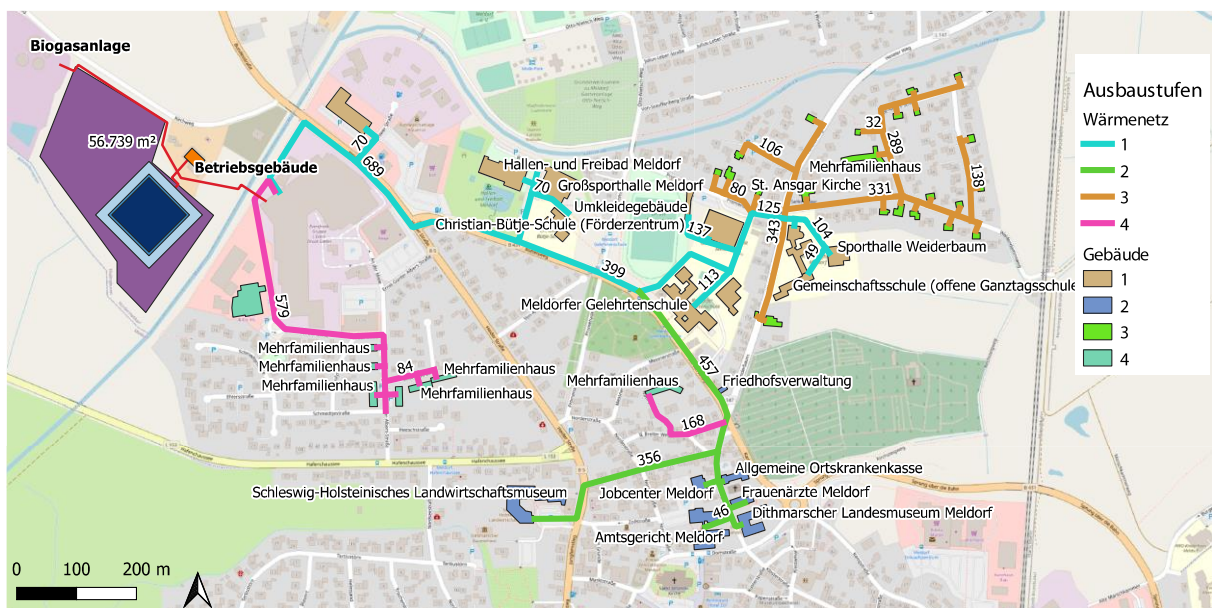 Biogasanlage
56.739 m²
Betriebsgebäude
70
689
Hallen- und Freibad Meldorf
70
Großsporthalle Meldorf
Umkleidegebäude
Christian-Bütje-Schule (Förderzentrum)
137
399
113
Meldorfer Gelehrtenschule
106
80
St. Ansgar Kirche
125
343
104
49
Sporthalle Weiderbaum
Gemeinschaftsschule (offene Ganztagsschule
32
289
Mehrfamilienhaus
331
138
579
Mehrfamilienhaus
Mehrfamilienhaus
Mehrfamilienhaus
84
Mehrfamilienhaus
Mehrfamilienhaus
Mehrfamilienhaus
457
Friedhofsverwaltung
168
356
Schleswig-Holsteinisches Landwirtschaftsmuseum
Allgemeine Ortskrankenkasse
Jobcenter Meldorf
Frauenärzte Meldorf
46
Dithmarscher Landesmuseum Meldorf
Amtsgericht Meldorf
Hafenchaussee
Hafenchaussee
Hafenchaussee
0 100 200 m
Ausbaustufen
Wärmenetz
1
2
3
4
Gebäude
1
2
3
4